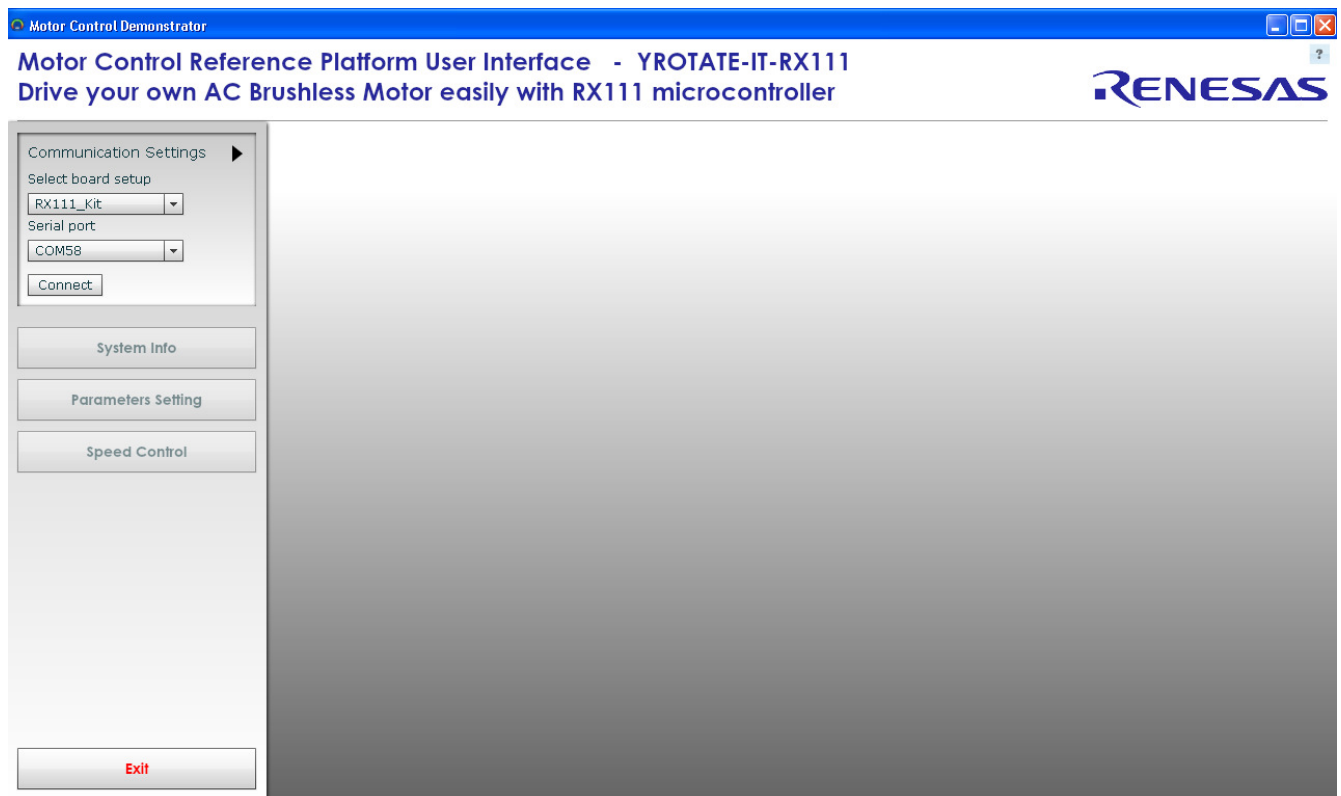 Motor Control Demonstrator
?
Motor Control Reference Platform User Interface - YROTATE-IT-RX111
Drive your own AC Brushless Motor easily with RX111 microcontroller
RENESAS
Communication Settings
Select board setup
RX111_Kit
Serial port
COM58
Connect
System Info
Parameters Setting
Speed Control
Exit